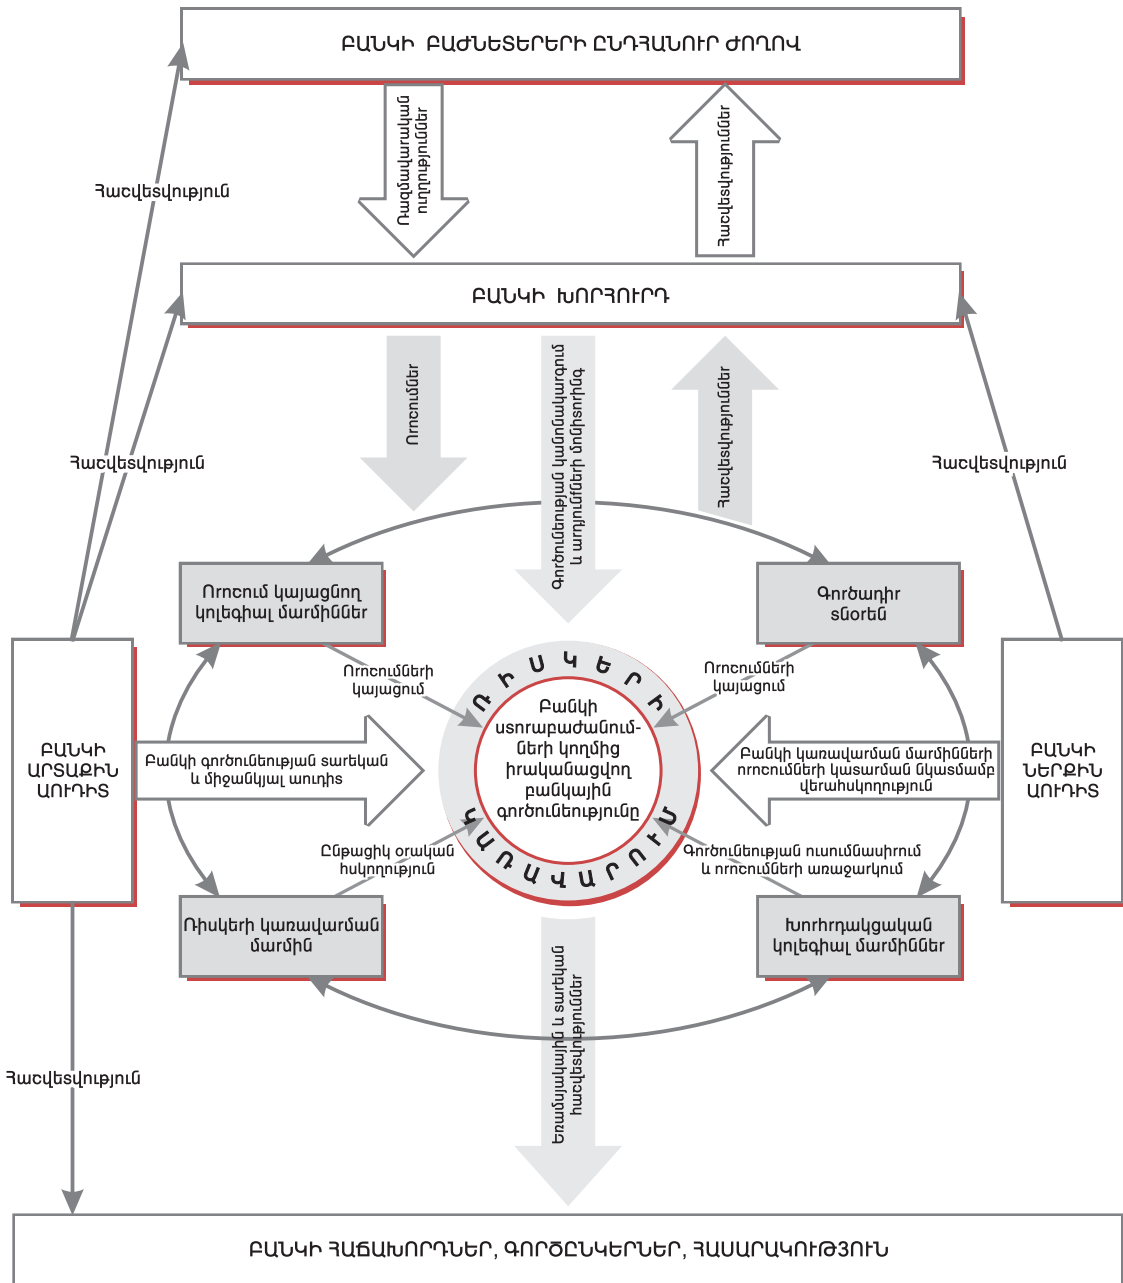 ԲԱՆԿԻ ԲԱԺՆԵՏԵՐԵՐԻ ԸՆԴՀԱՆՈՒՐ ԺՈՂՈՎ
Ռազմավարական
ուղղություններ
Հաշվետվություններ
Հաշվետվություն
ԲԱՆԿԻ ԽՈՐՀՈՒՐԴ
Որոշումներ
Գործունեության կանոնակարգում
և արդյունքների մոնիտորինգ
Հաշվետվություններ
Հաշվետվություն
Հաշվետվություն
Որոշում կայացնող
կոլեգիալ մարմիններ
Գործադիր
տնօրեն
Որոշումների
կայացում
Որոշումների
կայացում
ՌԻՍԿԵՐԻ
ԿԱՌԱՎԱՐՈՒՄ
Բանկի
ստորաբաժանում-
ների կողմից
իրականացվող
բանկային
գործունեությունը
ԲԱՆԿԻ
ԱՐՏԱՔԻՆ
ԱՈՒԴԻՏ
Բանկի գործունեության տարեկան
և միջանկյալ աուդիտ
Բանկի կառավարման մարմինների
որոշումների կատարման նկատմամբ
վերահսկողություն
ԲԱՆԿԻ
ՆԵՐՔԻՆ
ԱՈՒԴԻՏ
Ընթացիկ օրական
հսկողություն
Գործունեության ուսումնասիրում
և որոշումների առաջարկում
Ռիսկերի կառավարման
մարմին
Խորհրդակցական
կոլեգիալ մարմիններ
Եռամսյակային և տարեկան
հաշվետվություններ
Հաշվետվություն
ԲԱՆԿԻ ՀԱՃԱԽՈՐԴՆԵՐ, ԳՈՐԾԸՆԿԵՐՆԵՐ, ՀԱՍԱՐԱԿՈՒԹՅՈՒՆ